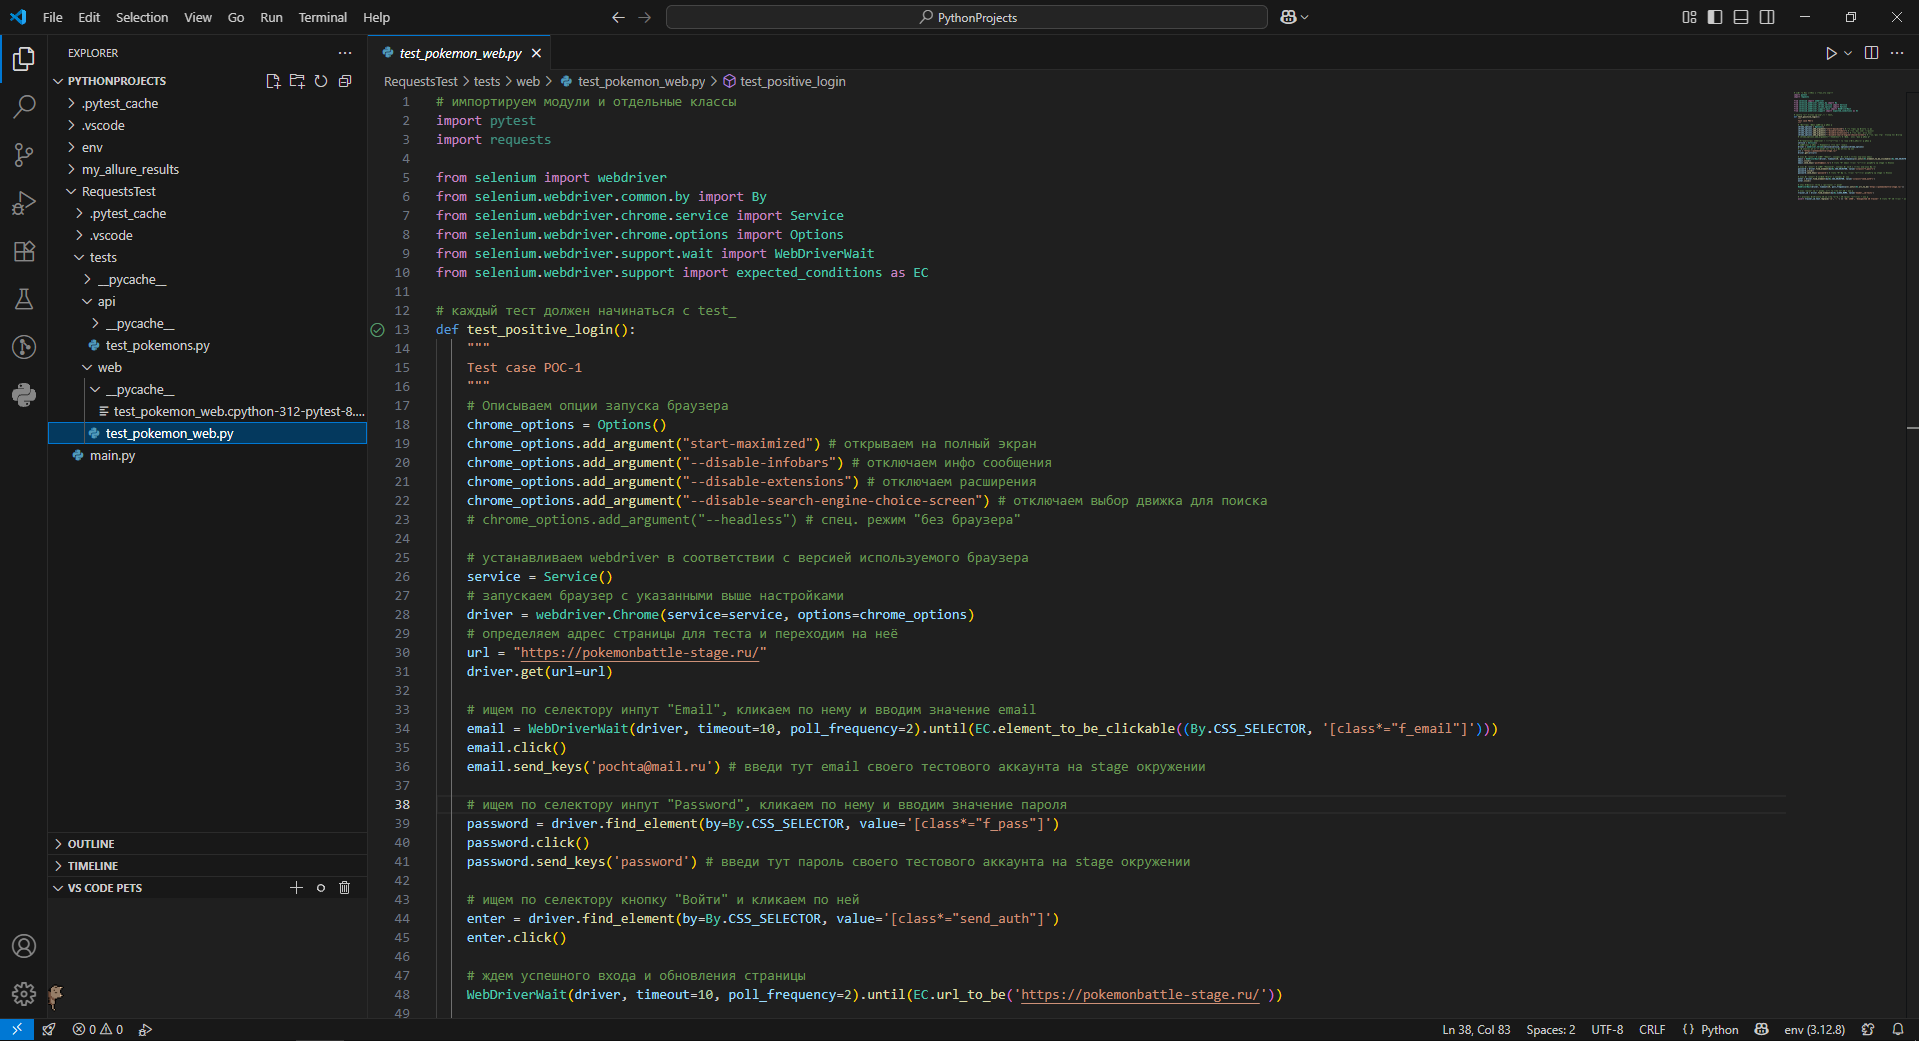 File Edit Selection View Go Run Terminal Help
PythonProjects
EXPLORER
PYTHONPROJECTS
.pytest_cache
.vscode
env
my_allure_results
RequestsTest
.pytest_cache
.vscode
tests
__pycache__
api
__pycache__
test_pokemons.py
web
__pycache__
test_pokemon_web.cpython-312-pytest-8....
test_pokemon_web.py
main.py
OUTLINE
TIMELINE
VS CODE PETS
test_pokemon_web.py
RequestsTest > tests > web > test_pokemon_web.py > test_positive_login
1 # импортируем модули и отдельные классы
2 import pytest
3 import requests
4
5 from selenium import webdriver
6 from selenium.webdriver.common.by import By
7 from selenium.webdriver.chrome.service import Service
8 from selenium.webdriver.chrome.options import Options
9 from selenium.webdriver.support.wait import WebDriverWait
10 from selenium.webdriver.support import expected_conditions as EC
11
12 # каждый тест должен начинаться с test_
13 def test_positive_login():
14 """
15 Test case POC-1
16 """
17 # Описываем опции запуска браузера
18 chrome_options = Options()
19 chrome_options.add_argument("start-maximized") # открываем на полный экран
20 chrome_options.add_argument("--disable-infobars") # отключаем инфо сообщения
21 chrome_options.add_argument("--disable-extensions") # отключаем расширения
22 chrome_options.add_argument("--disable-search-engine-choice-screen") # отключаем выбор движка для поиска
23 # chrome_options.add_argument("--headless") # спец. режим "без браузера"
24
25 # устанавливаем webdriver в соответствии с версией используемого браузера
26 service = Service()
27 # запускаем браузер с указанными выше настройками
28 driver = webdriver.Chrome(service=service, options=chrome_options)
29 # определяем адрес страницы для теста и переходим на неё
30 url = "https://pokemonbattle-stage.ru/"
31 driver.get(url=url)
32
33 # ищем по селектору инпут "Email", кликаем по нему и вводим значение email
34 email = WebDriverWait(driver, timeout=10, poll_frequency=2).until(EC.element_to_be_clickable((By.CSS_SELECTOR, '[class*="f_email"]')))
35 email.click()
36 email.send_keys('pochta@mail.ru') # введи тут email своего тестового аккаунта на stage окружении
37
38 # ищем по селектору инпут "Password", кликаем по нему и вводим значение пароля
39 password = driver.find_element(by=By.CSS_SELECTOR, value='[class*="f_pass"]')
40 password.click()
41 password.send_keys('password') # введи тут пароль своего тестового аккаунта на stage окружении
42
43 # ищем по селектору кнопку "Войти" и кликаем по ней
44 enter = driver.find_element(by=By.CSS_SELECTOR, value='[class*="send_auth"]')
45 enter.click()
46
47 # ждем успешного входа и обновления страницы
48 WebDriverWait(driver, timeout=10, poll_frequency=2).until(EC.url_to_be('https://pokemonbattle-stage.ru/'))
49
0 0 Ln 38, Col 83 Spaces: 2 UTF-8 CRLF {} Python env (3.12.8)